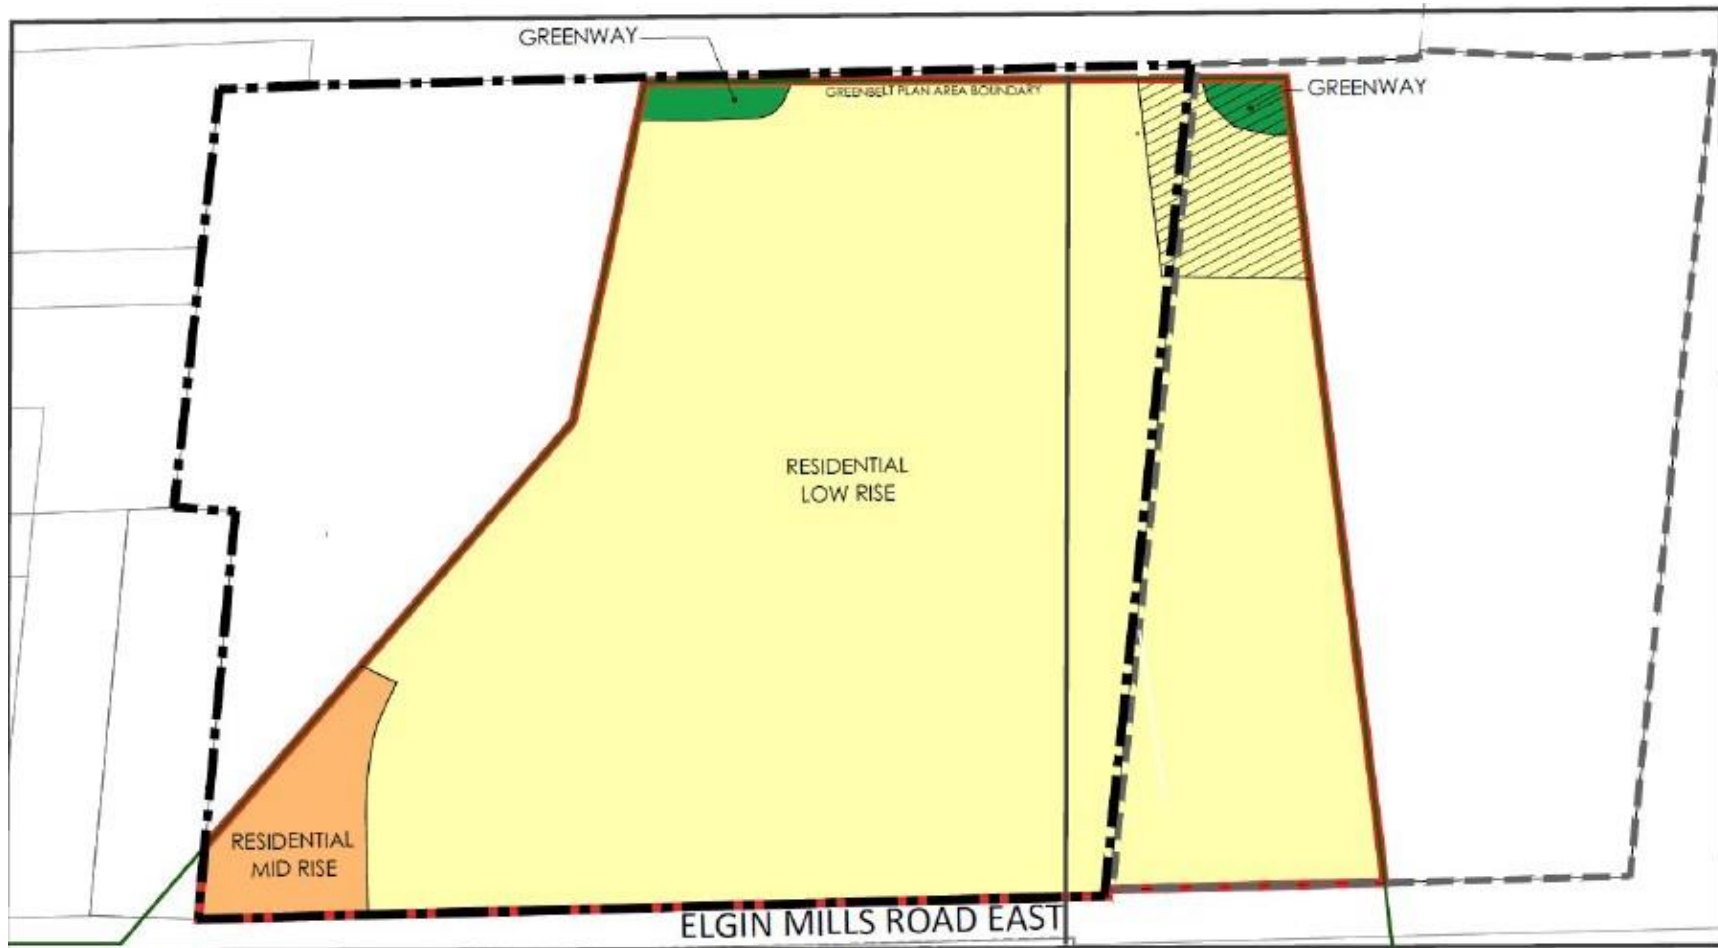 GREENWAY
GREENWAY
GREENBELT PLAN AREA BOUNDARY
RESIDENTIAL
LOW RISE
RESIDENTIAL
MID RISE
ELGIN MILLS ROAD EAST